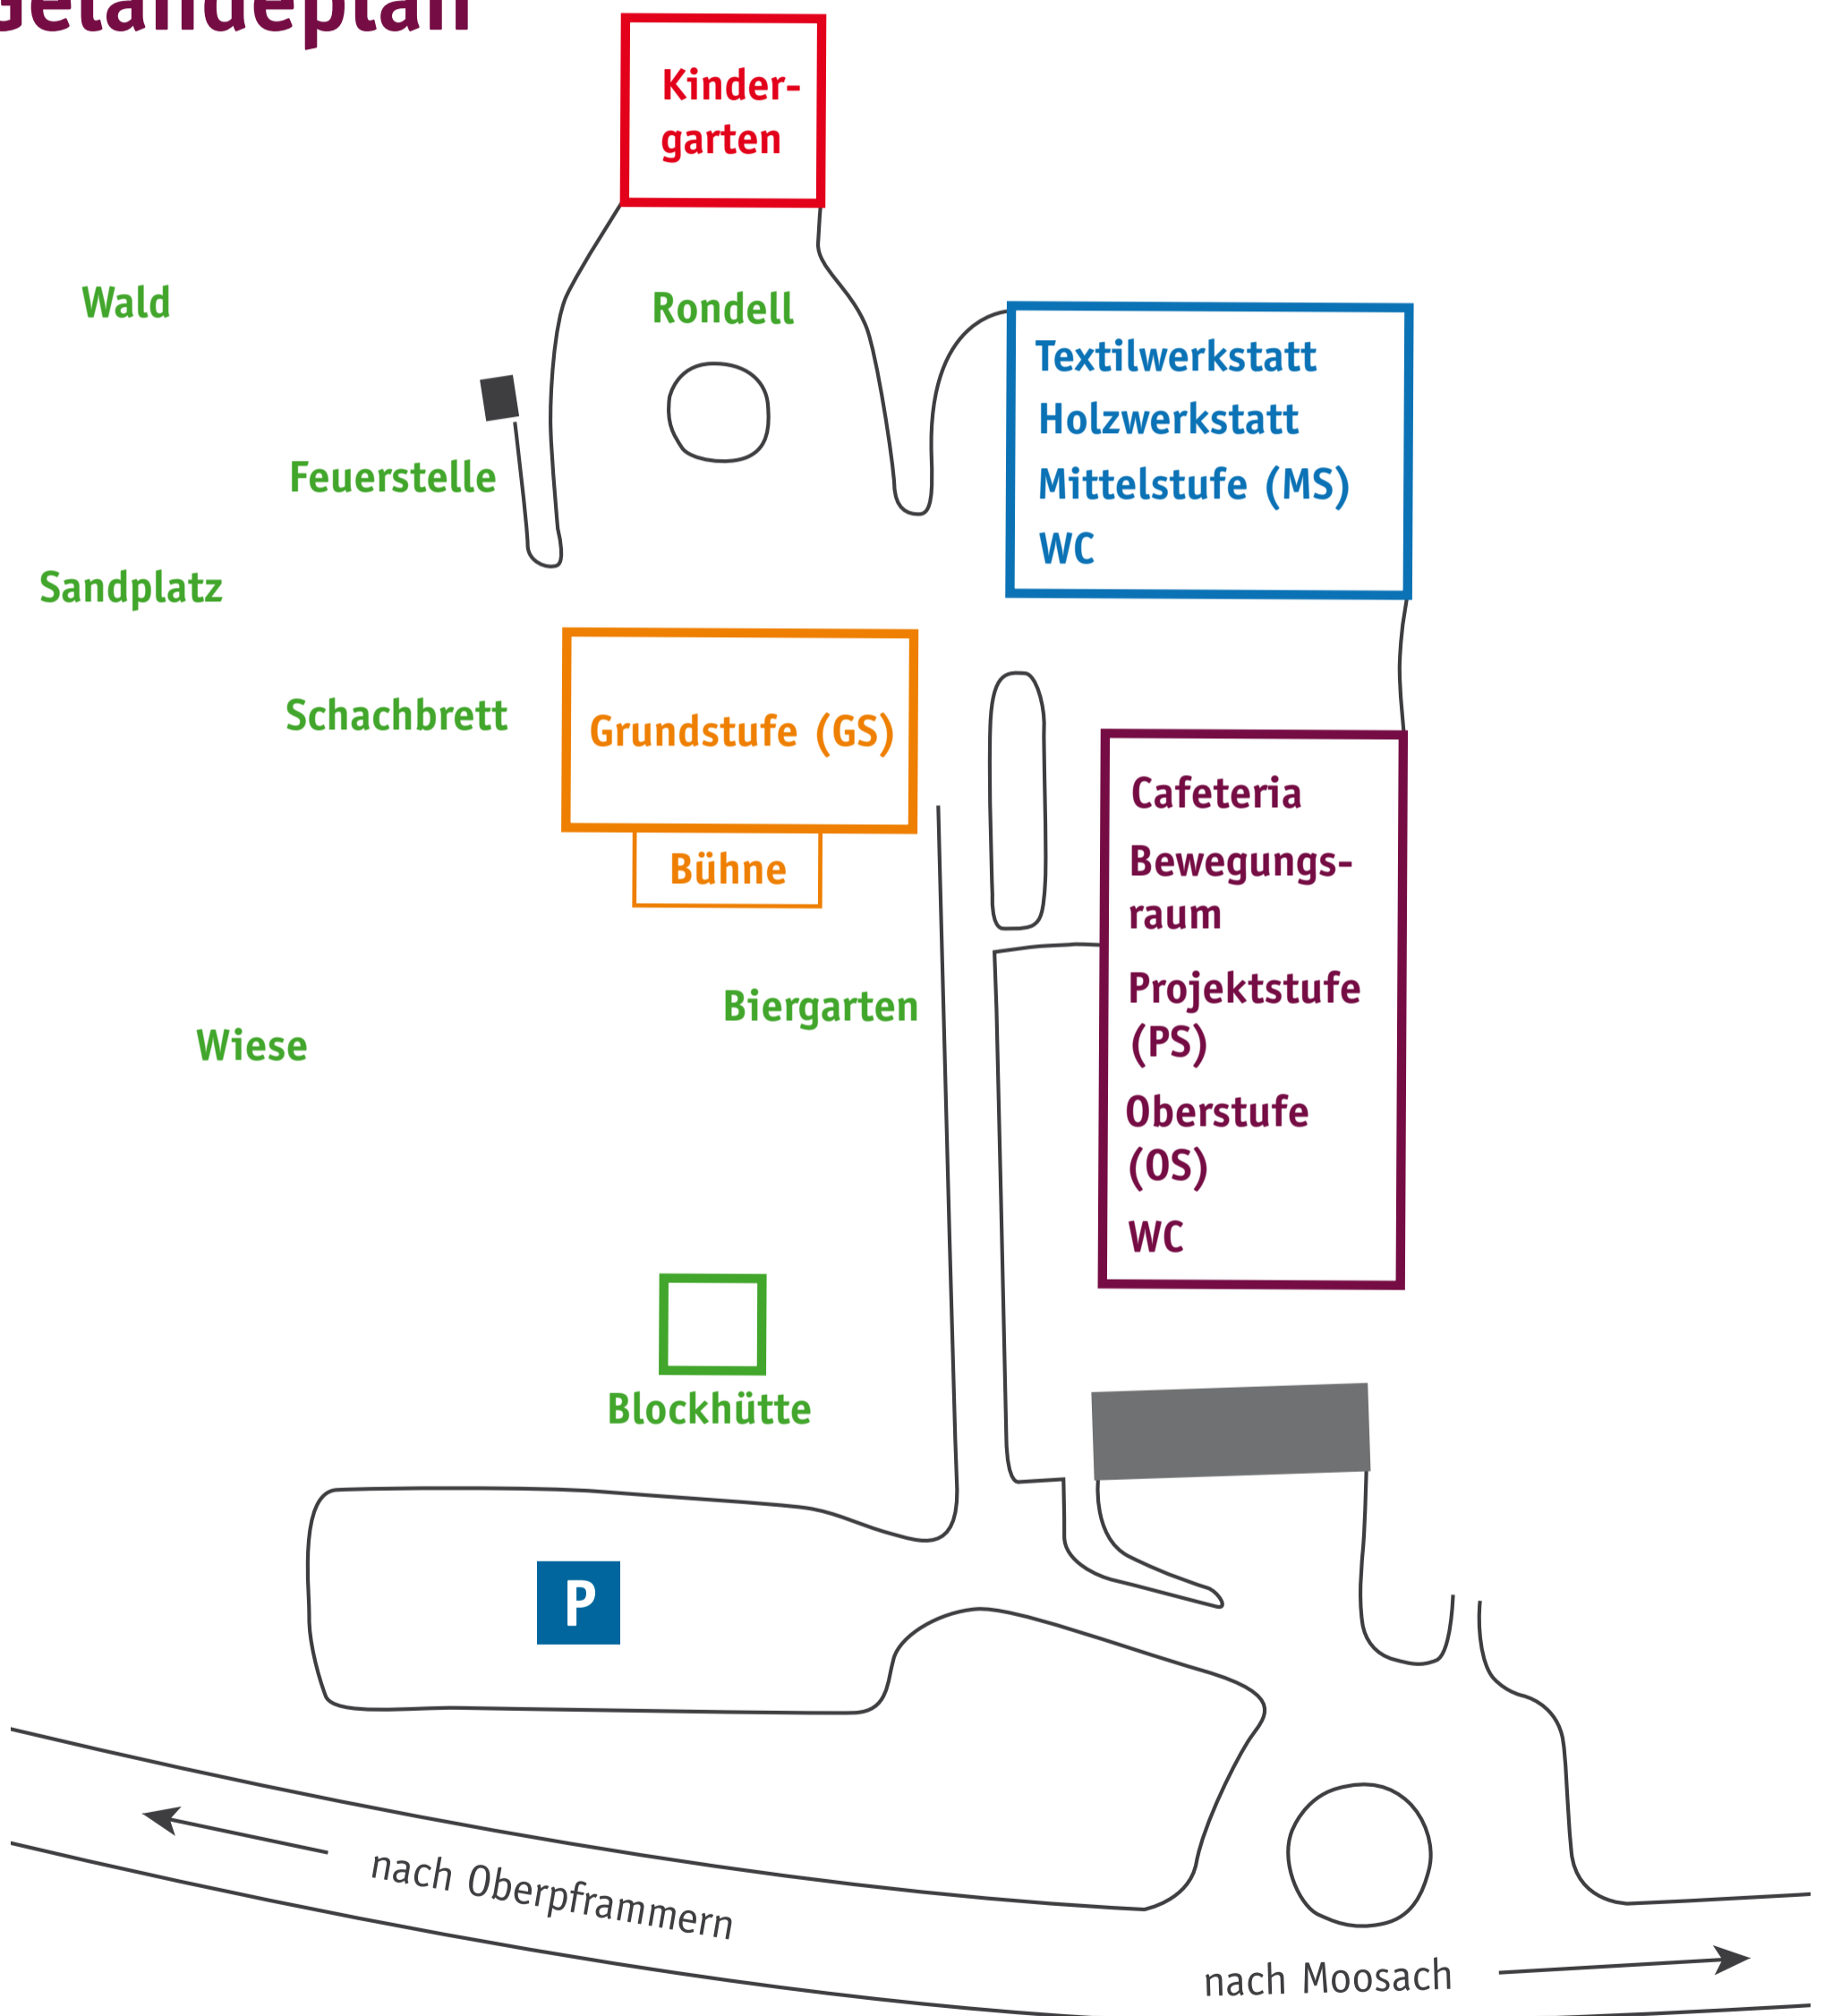 Geländeplan
Kinder-
garten
Wald
Rondell
Textilwerkstatt
Holzwerkstatt
Mittelstufe (MS)
WC
Feuerstelle
Sandplatz
Schachbrett
Grundstufe (GS)
Bühne
Cafeteria
Bewegungs-
raum
Projektstufe
(PS)
Oberstufe
(OS)
WC
Biergarten
Wiese
Blockhütte
P
nach Oberpframmern
nach Moosach